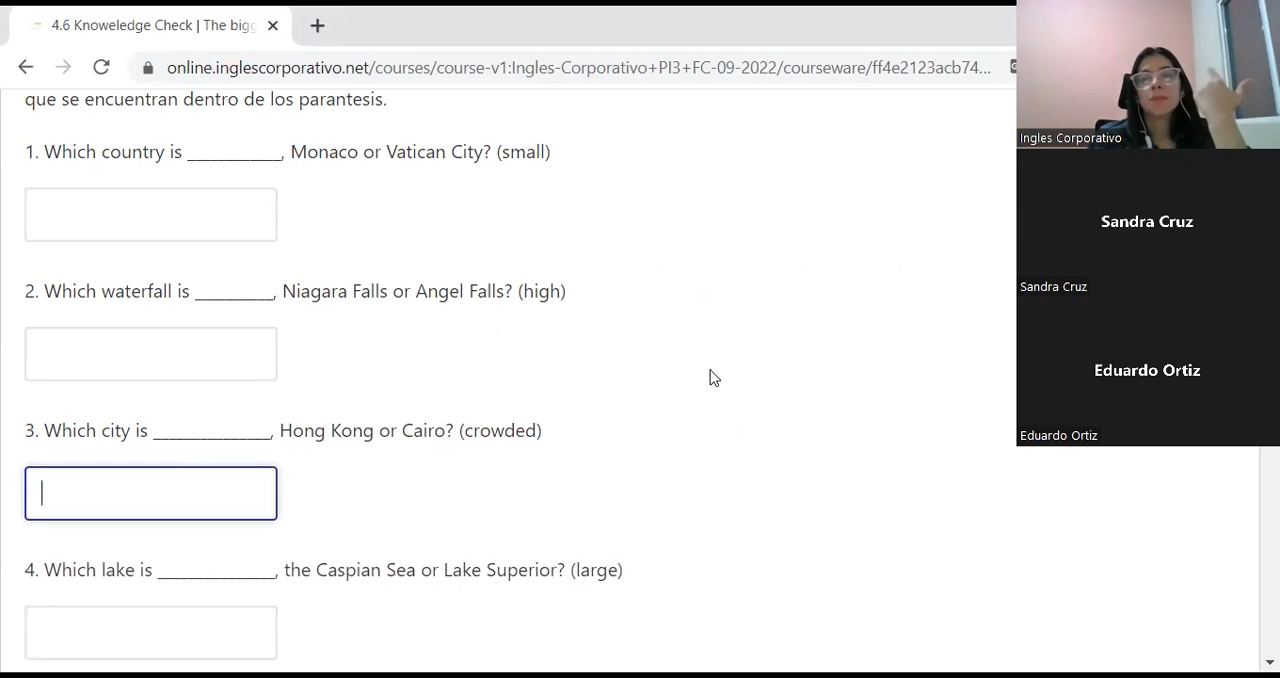 4.6 Knoweledge Check | The bigg
online.inglescorporativo.net/courses/course-v1:Ingles-Corporativo+PI3+FC-09-2022/courseware/ff4e2123acb74...
que se encuentran dentro de los parantesis.
1. Which country is ____________, Monaco or Vatican City? (small)
2. Which waterfall is __________, Niagara Falls or Angel Falls? (high)
3. Which city is _______________, Hong Kong or Cairo? (crowded)
4. Which lake is _______________, the Caspian Sea or Lake Superior? (large)
Ingles Corporativo
Sandra Cruz
Sandra Cruz
Eduardo Ortiz
Eduardo Ortiz